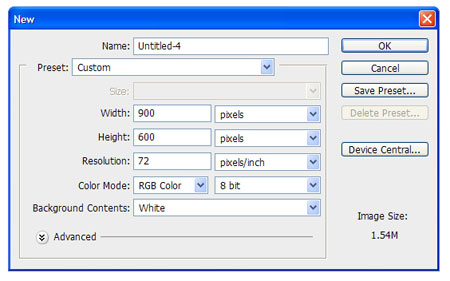 New
Name: Untitled-4
OK
Preset: Custom
Cancel
Size:
Save Preset...
Width: 900 pixels
Delete Preset...
Height: 600 pixels
Resolution: 72 pixels/inch
Device Central...
Color Mode: RGB Color 8 bit
Background Contents: White
Image Size:
Advanced
1.54M